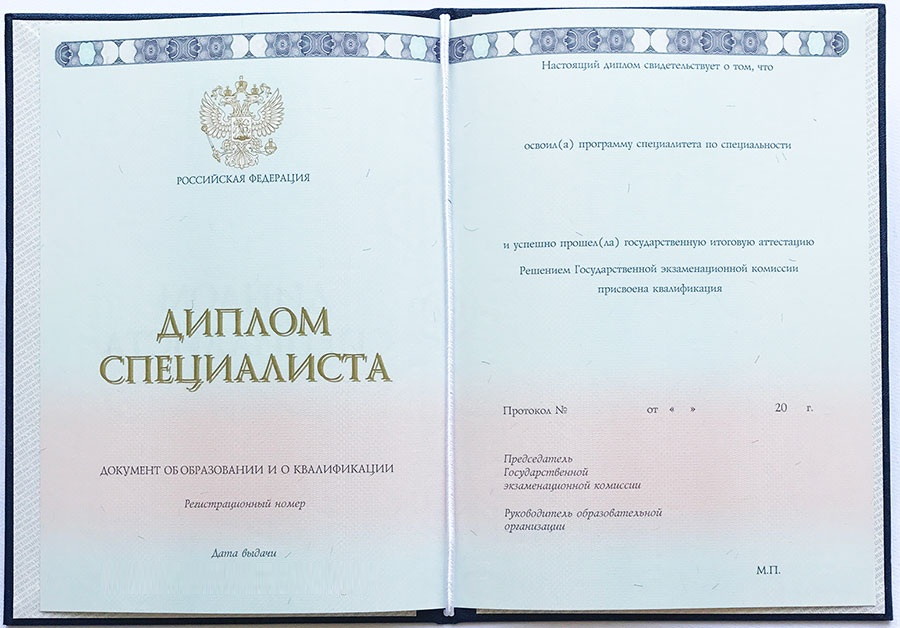 РОССИЙСКАЯ ФЕДЕРАЦИЯ
ДИПЛОМ
СПЕЦИАЛИСТА
ДОКУМЕНТ ОБ ОБРАЗОВАНИИ И О КВАЛИФИКАЦИИ
Регистрационный номер
Дата выдачи
Настоящий диплом свидетельствует о том, что
освоил(а) программу специалитета по специальности
и успешно прошел(ла) государственную итоговую аттестацию
Решением Государственной экзаменационной комиссии
присвоена квалификация
Протокол № от « » 20 г.
Председатель
Государственной
экзаменационной комиссии
Руководитель образовательной
организации
М.П.